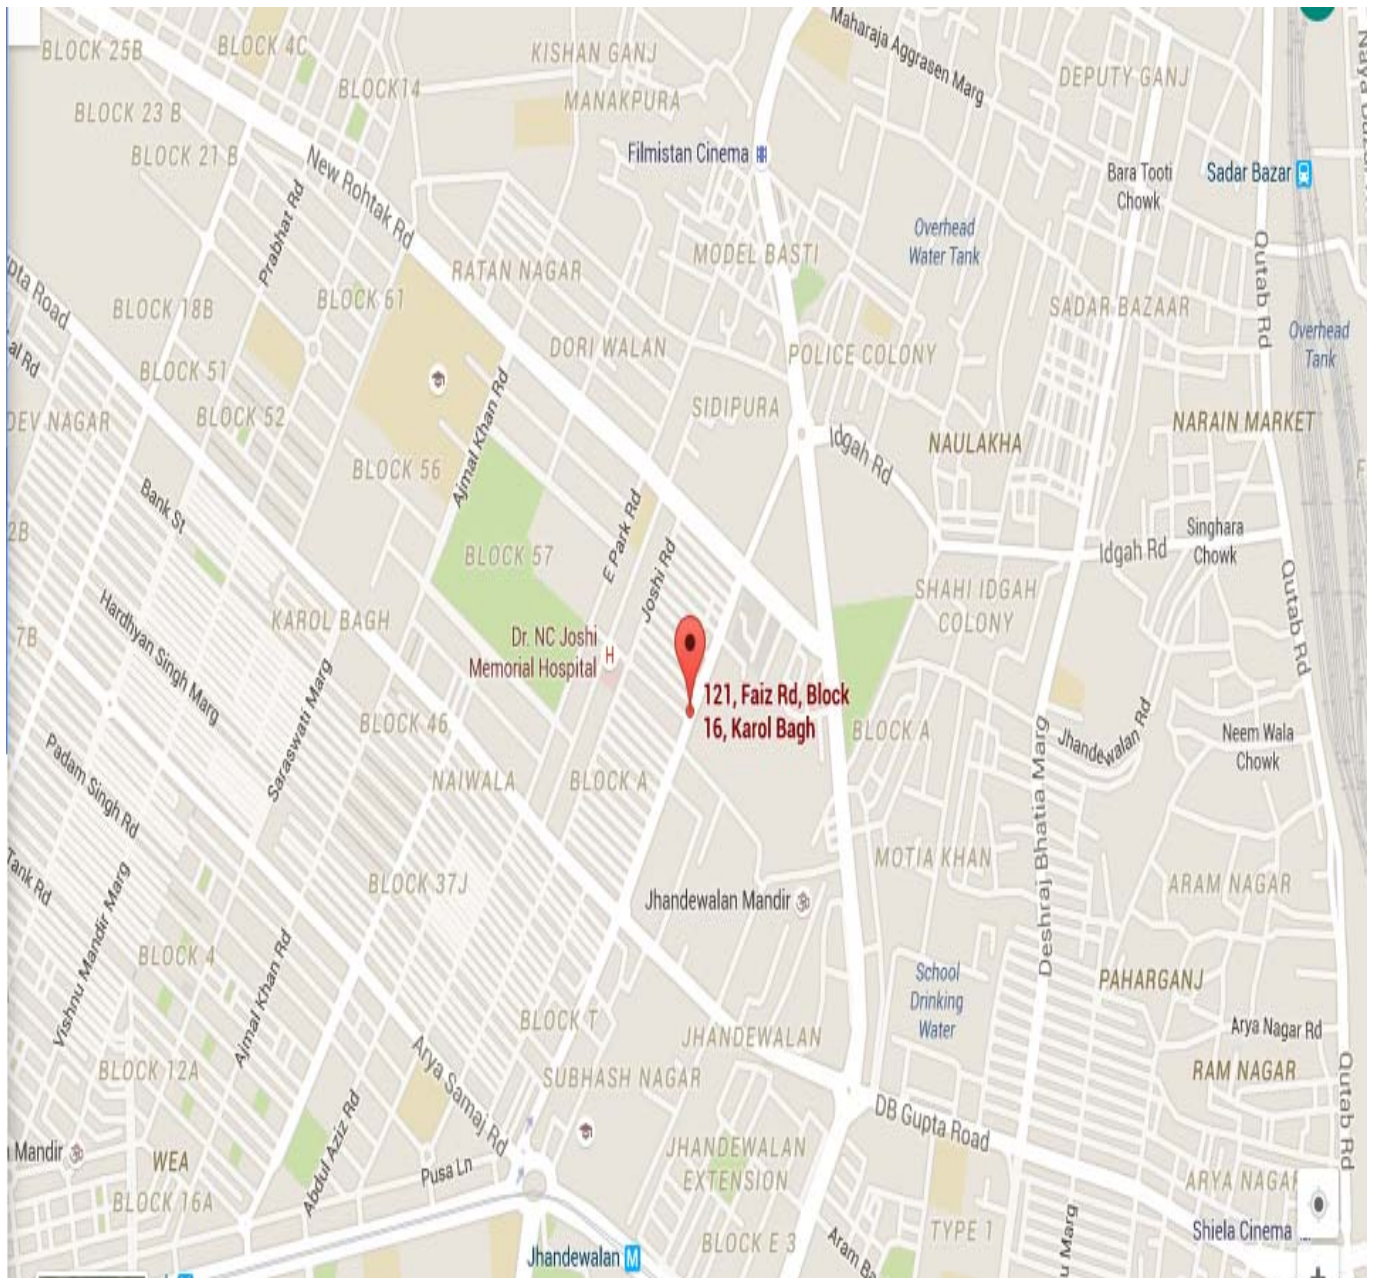 BLOCK 25B
BLOCK 4C
KISHAN GANJ
Maharaja Aggrasen Marg
DEPUTY GANJ
BLOCK14
MANAKPURA
BLOCK 23 B
BLOCK 21 B
New Rohtak Rd
Filmistan Cinema
Bara Tooti
Chowk
Sadar Bazar
Prabhat Rd
Overhead
Water Tank
MODEL BASTI
Qutab Rd
RATAN NAGAR
BLOCK 61
BLOCK 18B
SADAR BAZAAR
Overhead
Tank
DORI WALAN
POLICE COLONY
BLOCK 51
BLOCK 52
DEV NAGAR
Ajmal Khan Rd
SIDIPURA
Idgah Rd
NAULAKHA
NARAIN MARKET
BLOCK 56
Bank St
E Park Rd
Joshi Rd
BLOCK 57
Idgah Rd
Singhara
Chowk
Qutab Rd
SHAHI IDGAH
COLONY
Hardhyan Singh Marg
KAROL BAGH
7B
Dr. NC Joshi
Memorial Hospital
H
121, Faiz Rd, Block
16, Karol Bagh
Saraswati Marg
BLOCK 46
BLOCK A
Deshraj Bhatia Marg
Jhandewalan Rd
Neem Wala
Chowk
Padam Singh Rd
NAIWALA
BLOCK A
MOTIA KHAN
Tank Rd
BLOCK 37J
Jhandewalan Mandir
ARAM NAGAR
Vishnu Mandir Marg
BLOCK 4
Ajmal Khan Rd
School
Drinking
Water
PAHARGANJ
BLOCK T
JHANDEWALAN
Arya Nagar Rd
Arya Samaj Rd
BLOCK 12A
SUBHASH NAGAR
RAM NAGAR
Qutab Rd
DB Gupta Road
Abdul Aziz Rd
Mandir
WEA
Pusa Ln
JHANDEWALAN
EXTENSION
BLOCK 16A
TYPE 1
Shiela Cinema
Jhandewalan M
BLOCK E 3